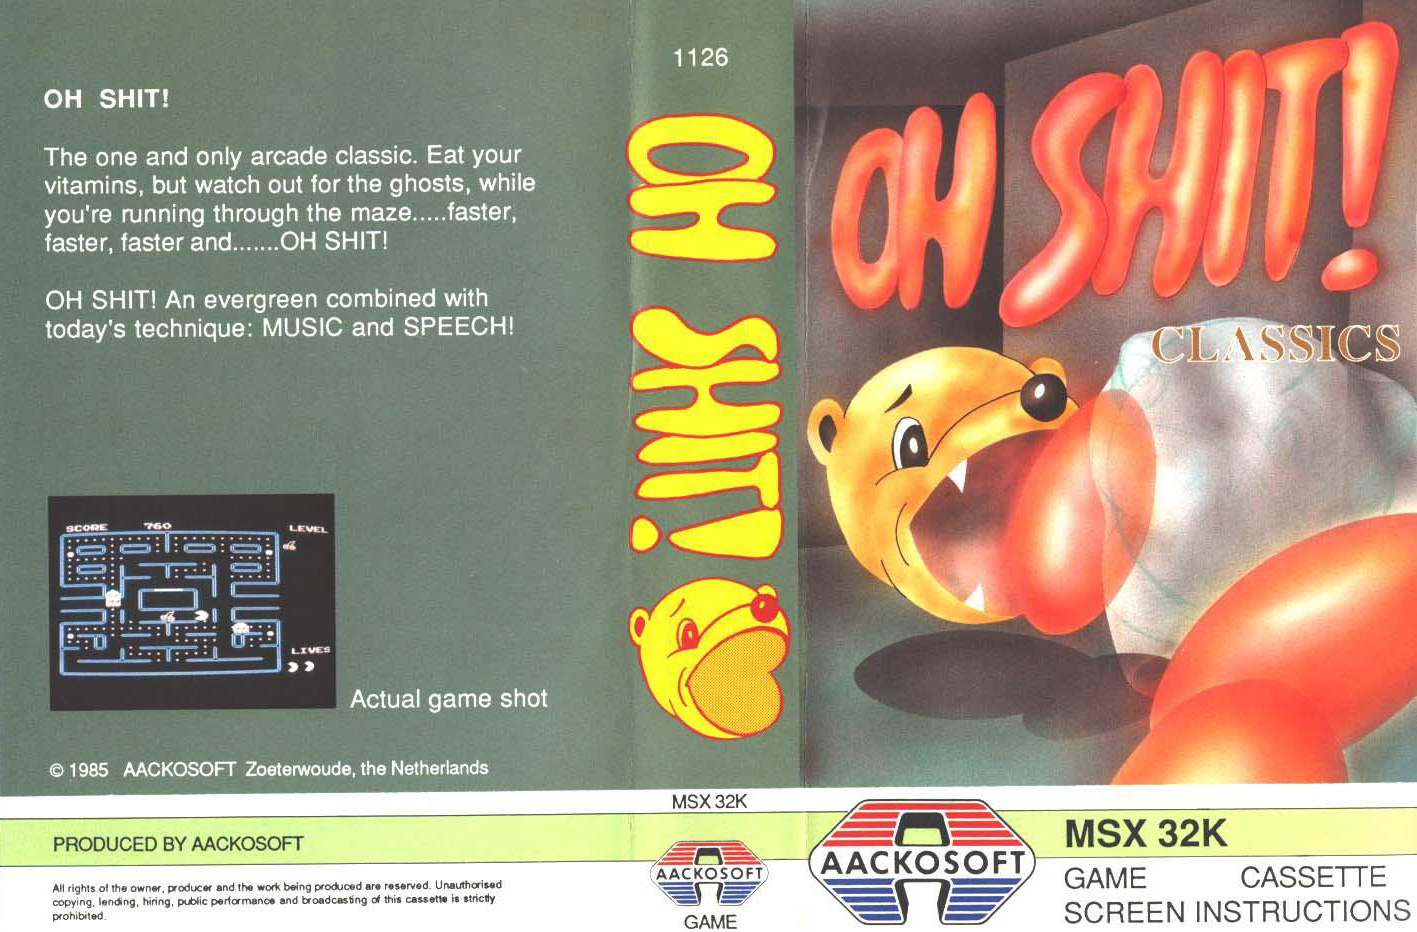 OH SHIT!
The one and only arcade classic. Eat your
vitamins, but watch out for the ghosts, while
you're running through the maze.....faster,
faster, faster and.......OH SHIT!
OH SHIT! An evergreen combined with
today's technique: MUSIC and SPEECH!
SCORE 760
LEVEL
LIVES
Actual game shot
© 1985 AACKOSOFT Zoeterwoude, the Netherlands
PRODUCED BY AACKOSOFT
All rights of the owner, producer and the work being produced are reserved. Unauthorised
copying, lending, hiring, public performance and broadcasting of this cassette is strictly
prohibited.
1126
OH SHIT!
MSX 32K
AACKOSOFT
GAME
OH SHIT!
CLASSICS
AACKOSOFT
MSX 32K
GAME CASSETTE
SCREEN INSTRUCTIONS